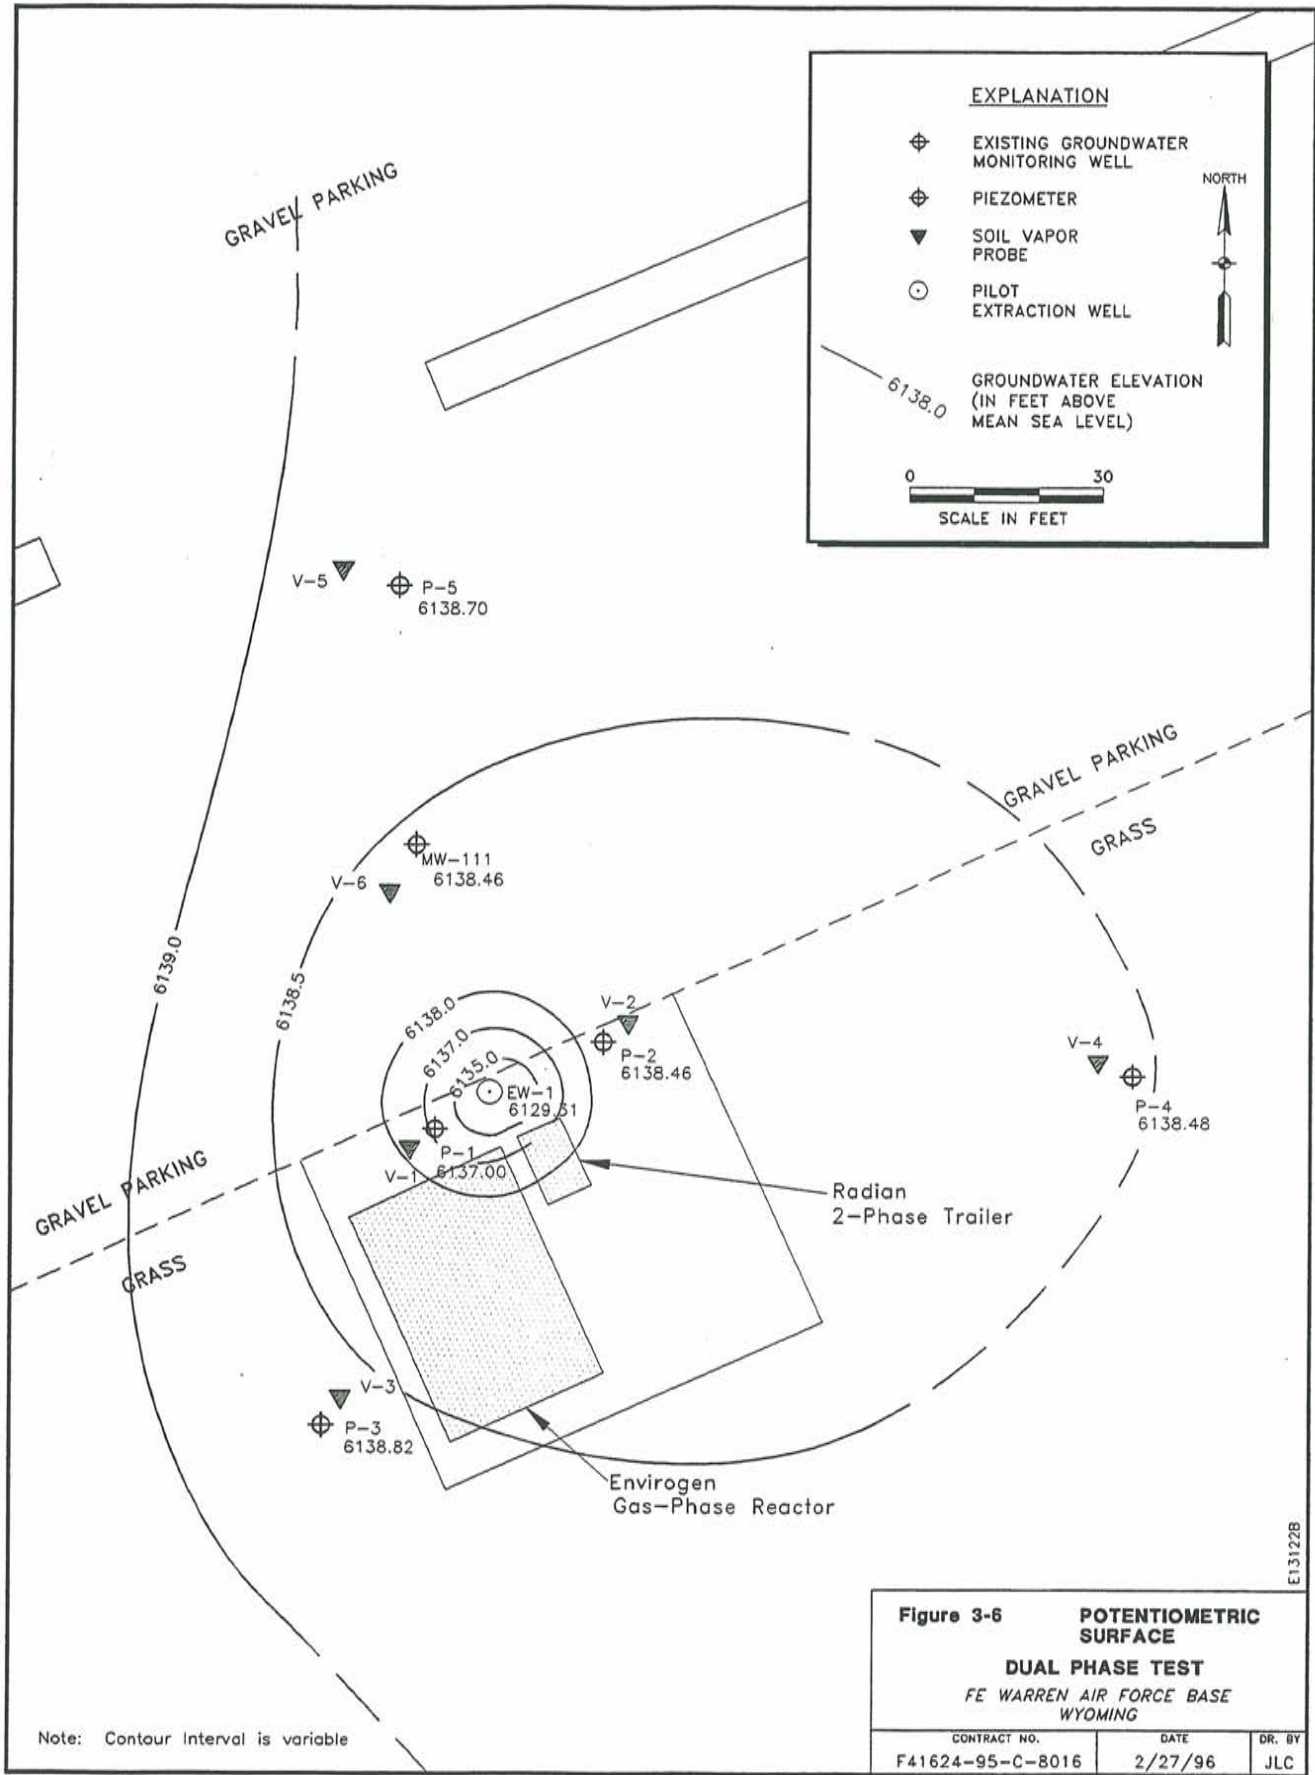 EXPLANATION
EXISTING GROUNDWATER
MONITORING WELL
PIEZOMETER
SOIL VAPOR
PROBE
PILOT
EXTRACTION WELL
6138.0
GROUNDWATER ELEVATION
(IN FEET ABOVE
MEAN SEA LEVEL)
NORTH
0 30
SCALE IN FEET
GRAVEL PARKING
V-5
P-5
6138.70
GRAVEL PARKING
GRASS
MW-111
6138.46
V-6
6139.0
6138.5
6138.0
6137.0
6135.0
V-2
P-2
6138.46
EW-1
6129.31
V-4
P-4
6138.48
P-1
6137.00
V-1
GRAVEL PARKING
GRASS
Radian
2-Phase Trailer
V-3
P-3
6138.82
Envirogen
Gas-Phase Reactor
E13122B
Note: Contour Interval is variable
Figure 3-6 POTENTIOMETRIC
SURFACE
DUAL PHASE TEST
FE WARREN AIR FORCE BASE
WYOMING
CONTRACT NO. DATE DR. BY
F41624-95-C-8016 2/27/96 JLC